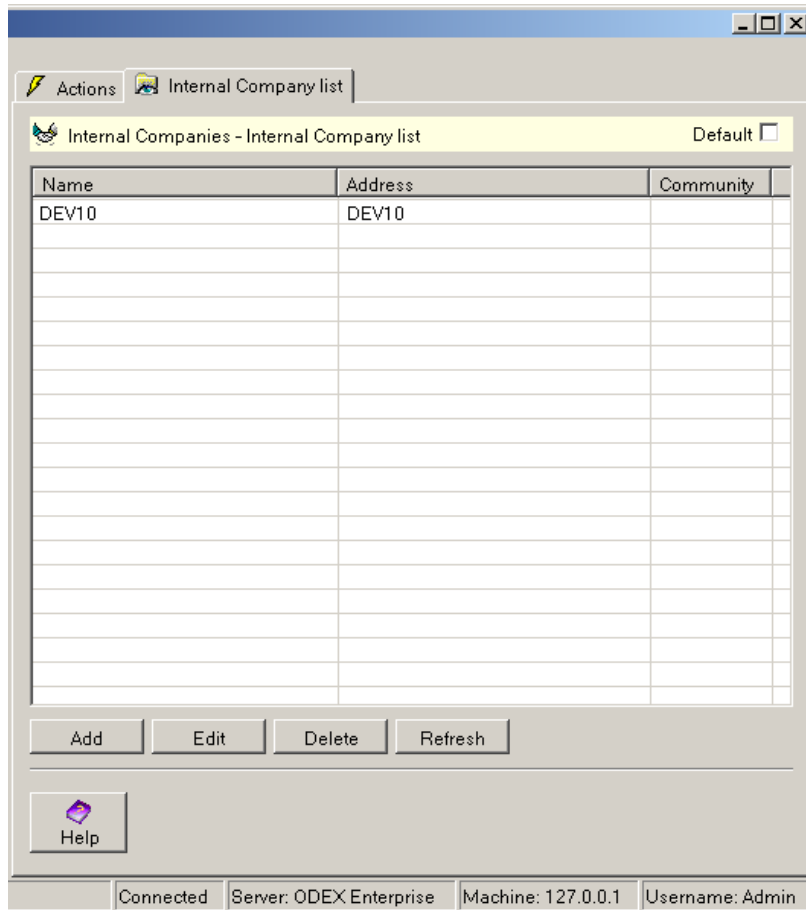 Actions Internal Company list
Internal Companies - Internal Company list Default
Name Address Community
DEV10 DEV10
Add Edit Delete Refresh
Help
Connected Server: ODEX Enterprise Machine: 127.0.0.1 Username: Admin